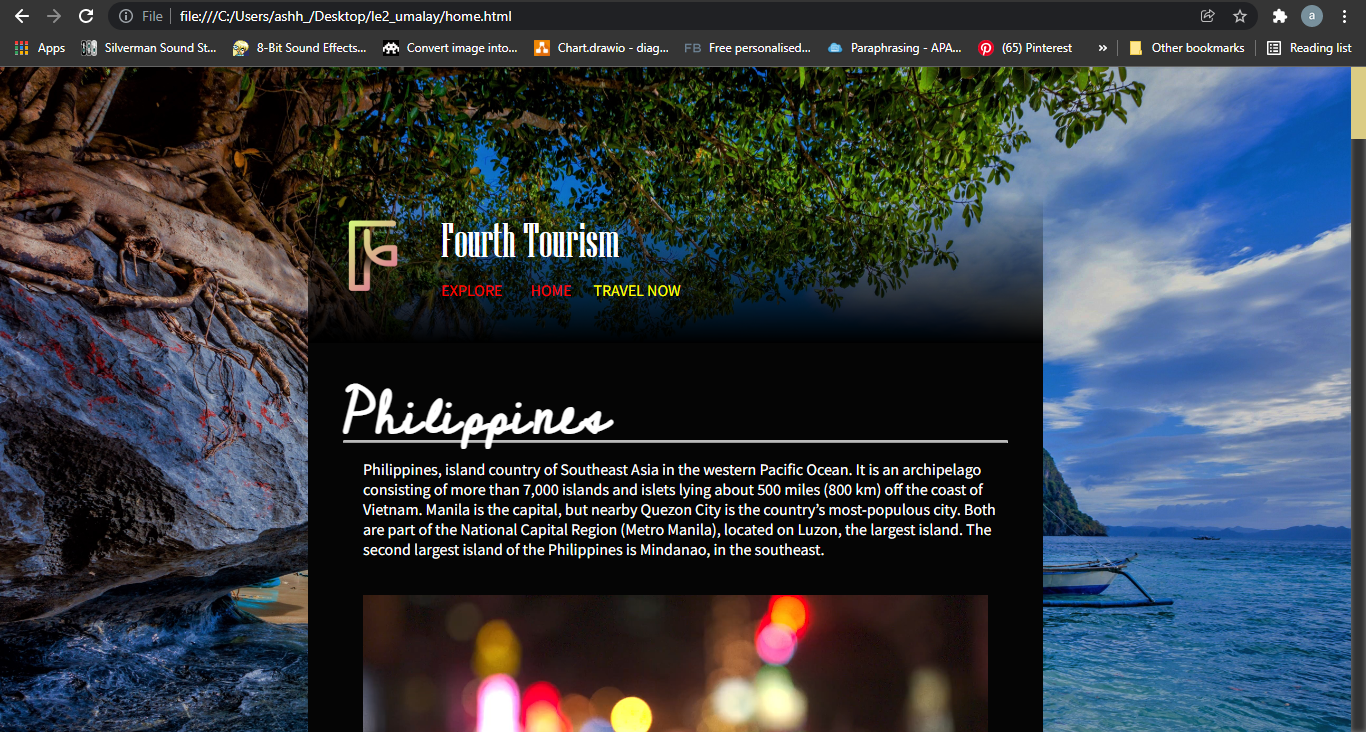 File file:///C:/Users/ashh_/Desktop/le2_umalay/home.html a
Apps Silverman Sound St... 8-Bit Sound Effects... Convert image into... Chart.drawio - diag... FB Free personalised... Paraphrasing - APA... (65) Pinterest » Other bookmarks Reading list
Fourth Tourism
EXPLORE HOME TRAVEL NOW
Philippines
Philippines, island country of Southeast Asia in the western Pacific Ocean. It is an archipelago
consisting of more than 7,000 islands and islets lying about 500 miles (800 km) off the coast of
Vietnam. Manila is the capital, but nearby Quezon City is the country’s most-populous city. Both
are part of the National Capital Region (Metro Manila), located on Luzon, the largest island. The
second largest island of the Philippines is Mindanao, in the southeast.